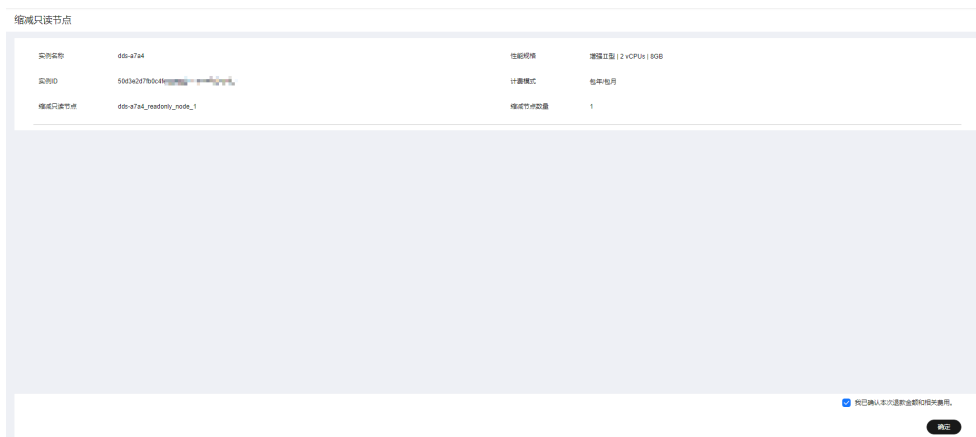 缩减只读节点
实例名称 dds-a7a4 性能规格 增强II型 | 2 vCPUs | 8GB
实例ID 50d3e2d7fb0c4fe 计费模式 包年/包月
缩减只读节点 dds-a7a4_readonly_node_1 缩减节点数量 1
我已确认本次退款金额和相关费用。
确定